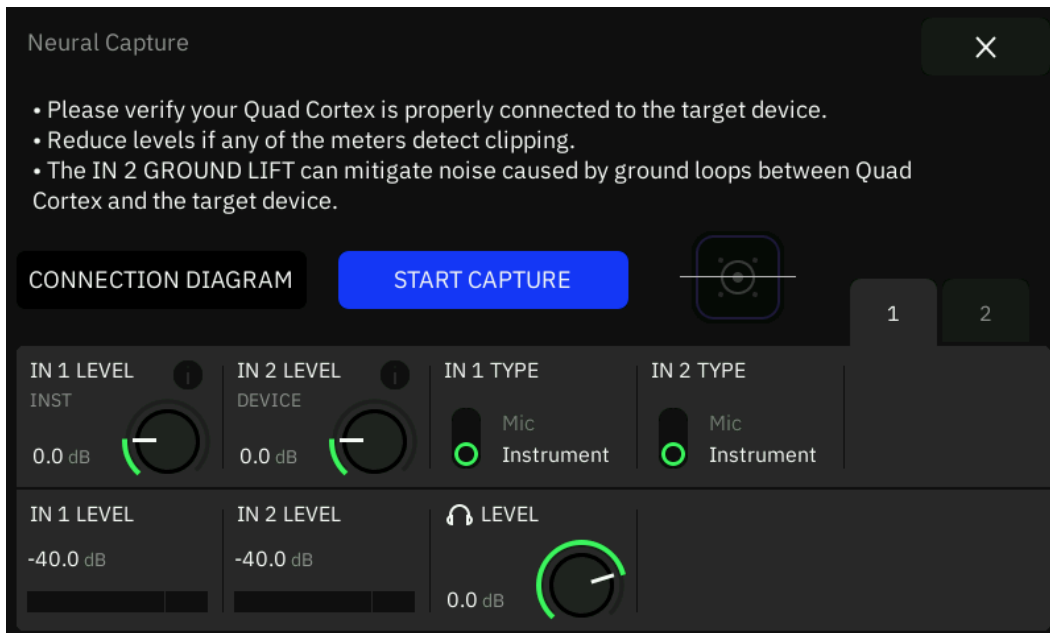 Neural Capture
• Please verify your Quad Cortex is properly connected to the target device.
• Reduce levels if any of the meters detect clipping.
• The IN 2 GROUND LIFT can mitigate noise caused by ground loops between Quad
Cortex and the target device.
CONNECTION DIAGRAM
START CAPTURE
1
2
IN 1 LEVEL
INST
0.0 dB
IN 2 LEVEL
DEVICE
0.0 dB
IN 1 TYPE
Mic
Instrument
IN 2 TYPE
Mic
Instrument
IN 1 LEVEL
-40.0 dB
IN 2 LEVEL
-40.0 dB
LEVEL
0.0 dB